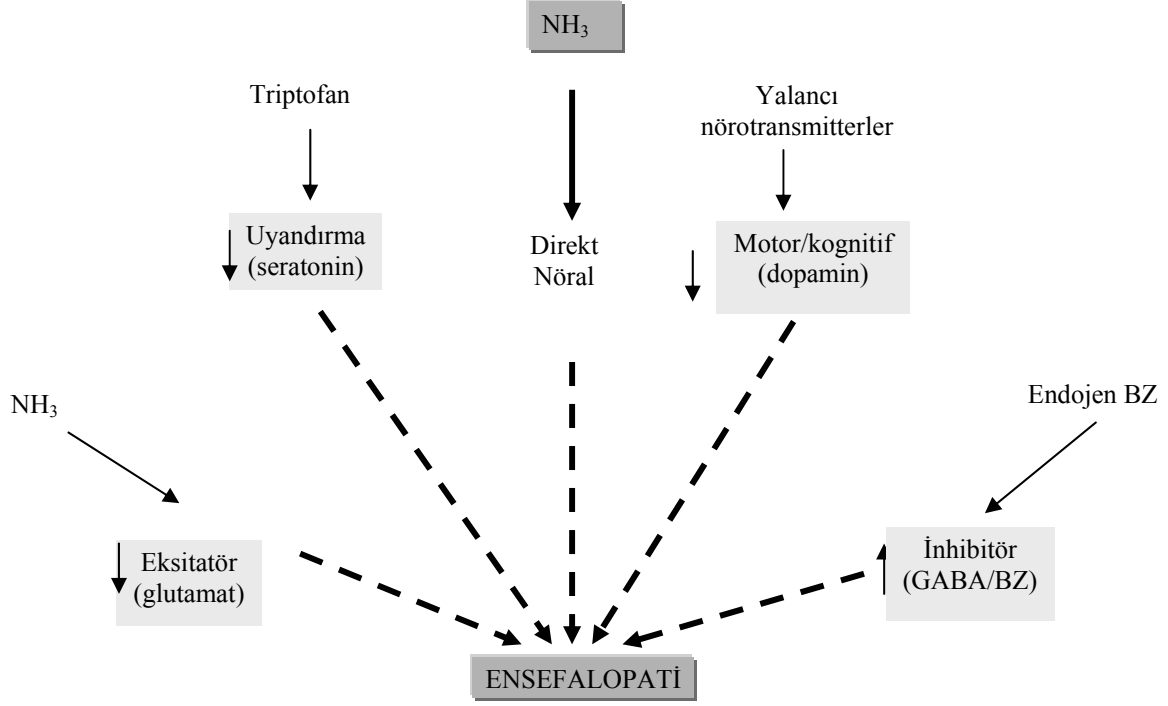 NH₃
Triptofan
Yalancı
nörotransmitterler
Uyandırma
(seratonin)
Direkt
Nöral
Motor/kognitif
(dopamin)
NH₃
Endojen BZ
Eksitatör
(glutamat)
İnhibitör
(GABA/BZ)
ENSEFALOPATİ